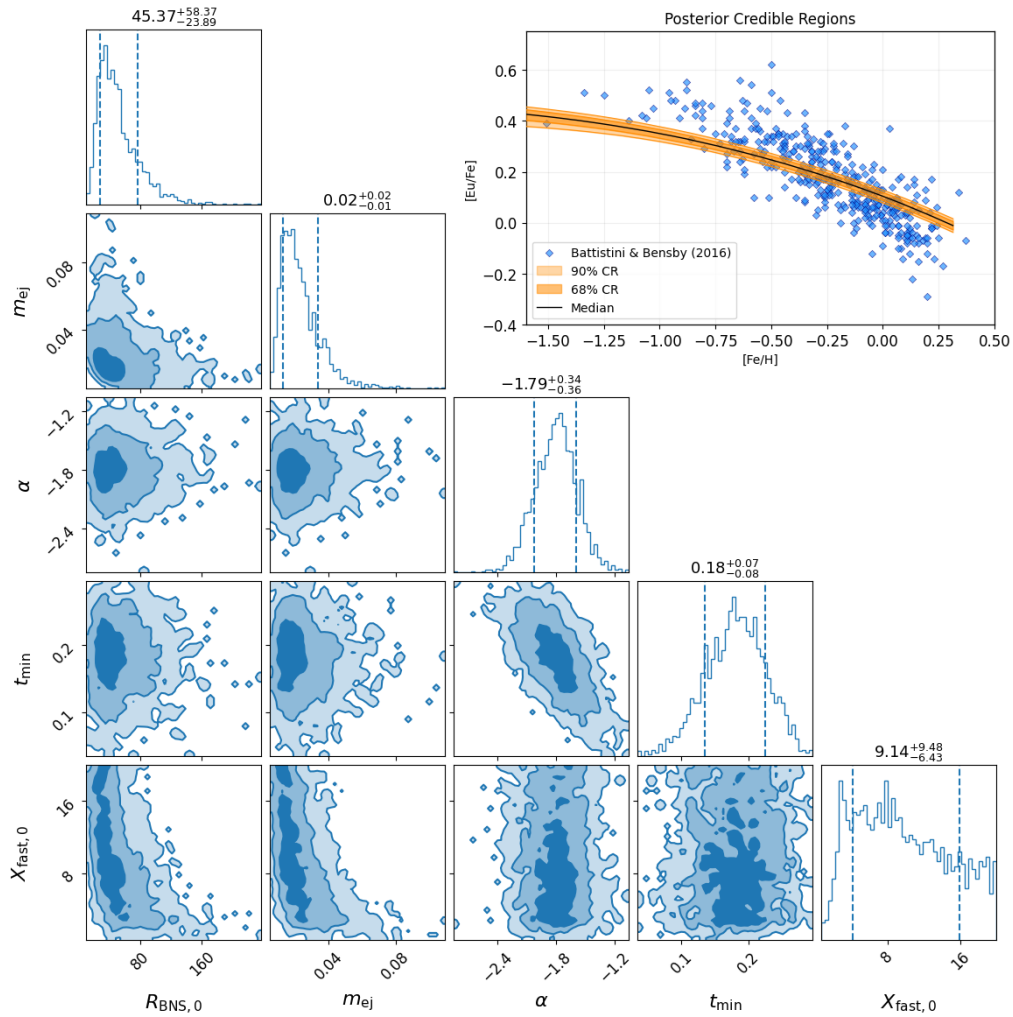 45.37+58.37−23.89
Posterior Credible Regions
0.6
0.4
0.2
0.0
−0.2
−0.4
[Eu/Fe]
Battistini & Bensby (2016)
90% CR
68% CR
Median
−1.50 −1.25 −1.00 −0.75 −0.50 −0.25 0.00 0.25 0.50
[Fe/H]
0.02+0.02−0.01
mej
0.08
0.04
−1.79+0.34−0.36
α
−1.2
−1.8
−2.4
0.18+0.07−0.08
tmin
0.2
0.1
9.14+9.48−6.43
Xfast, 0
16
8
80 160 0.04 0.08 −2.4 −1.8 −1.2 0.1 0.2 8 16
RBNS, 0 mej α tmin Xfast, 0